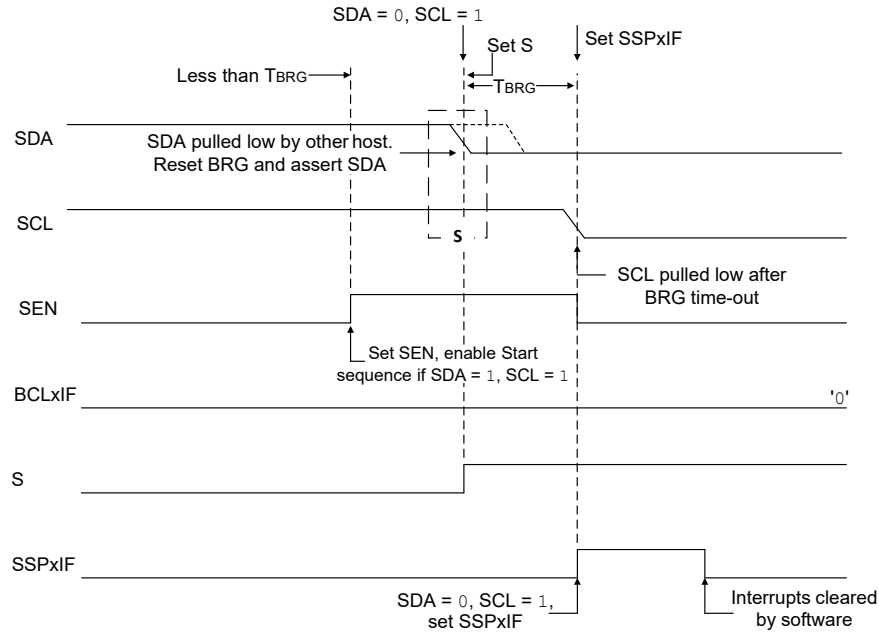 SDA = 0, SCL = 1
Set S
Set SSPxIF
Less than TBRG
TBRG
SDA
SDA pulled low by other host.
Reset BRG and assert SDA
SCL
S
SCL pulled low after
BRG time-out
SEN
Set SEN, enable Start
sequence if SDA = 1, SCL = 1
BCLxIF
'0'
S
SSPxIF
SDA = 0, SCL = 1,
set SSPxIF
Interrupts cleared
by software